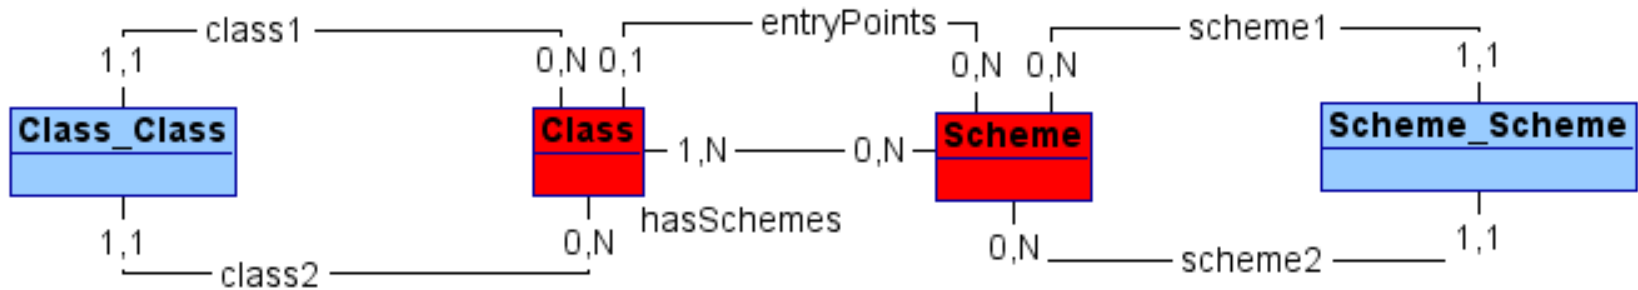 class1
entryPoints
scheme1
1,1
0,N
0,1
0,N
0,N
1,1
Class_Class
Class
1,N
0,N
Scheme
Scheme_Scheme
hasSchemes
1,1
0,N
0,N
1,1
class2
scheme2